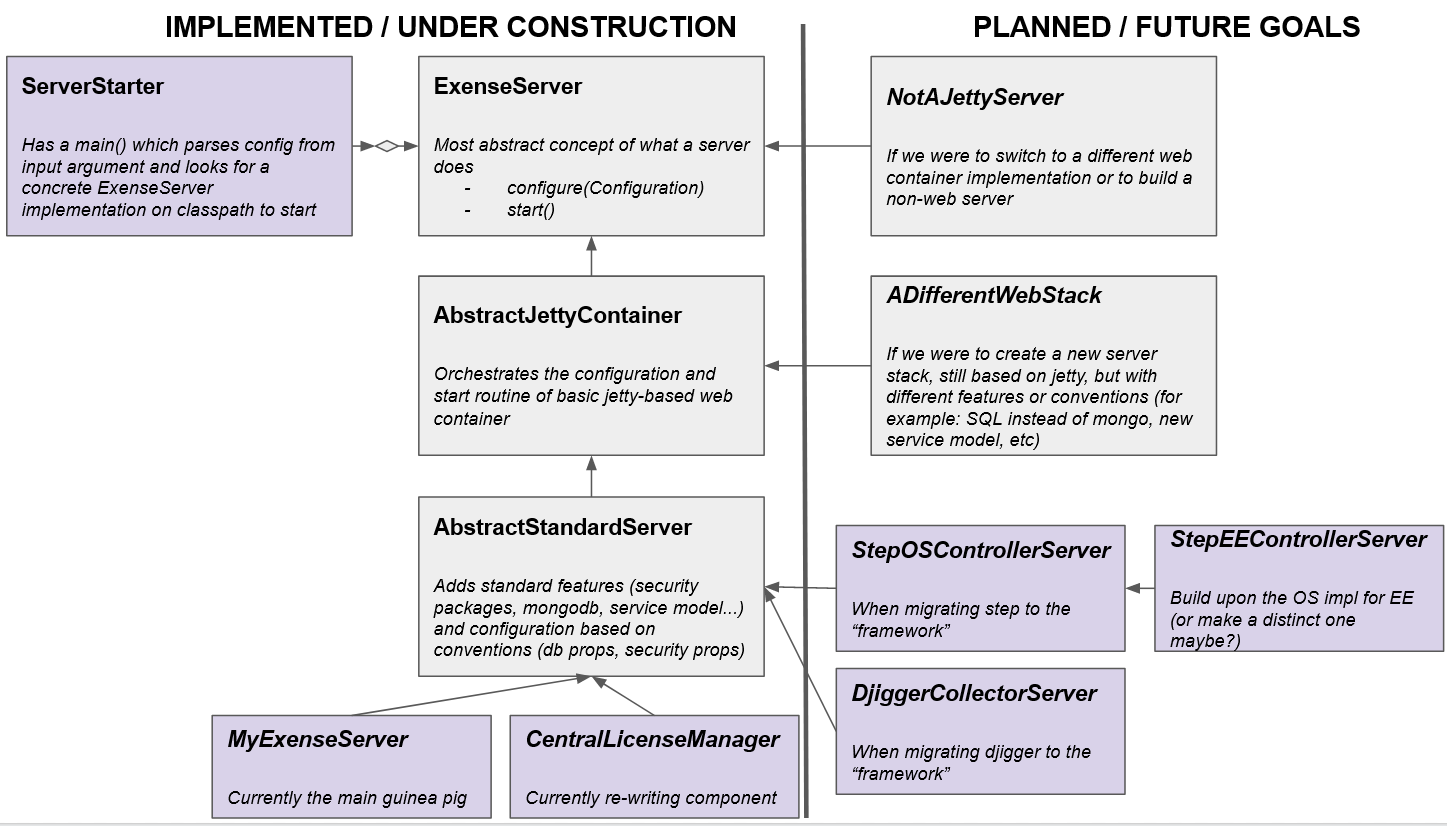 IMPLEMENTED / UNDER CONSTRUCTION
PLANNED / FUTURE GOALS
ServerStarter
Has a main() which parses config from
input argument and looks for a
concrete ExenseServer
implementation on classpath to start
ExenseServer
Most abstract concept of what a server
does
- configure(Configuration)
- start()
NotAJettyServer
If we were to switch to a different web
container implementation or to build a
non-web server
AbstractJettyContainer
Orchestrates the configuration and
start routine of basic jetty-based web
container
ADifferentWebStack
If we were to create a new server
stack, still based on jetty, but with
different features or conventions (for
example: SQL instead of mongo, new
service model, etc)
AbstractStandardServer
Adds standard features (security
packages, mongodb, service model...)
and configuration based on
conventions (db props, security props)
StepOSControllerServer
When migrating step to the
“framework”
StepEEControllerServer
Build upon the OS impl for EE
(or make a distinct one
maybe?)
DjiggerCollectorServer
When migrating djigger to the
“framework”
MyExenseServer
Currently the main guinea pig
CentralLicenseManager
Currently re-writing component